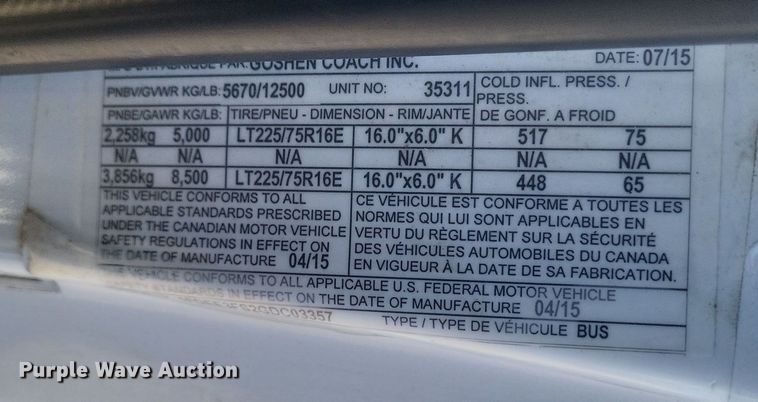 GOSHEN COACH INC. DATE: 07/15
PNBV/GVWR KG/LB: 5670/12500 UNIT NO: 35311
COLD INFL. PRESS. /
PRESS.
DE GONF. A FROID
PNBE/GAWR KG/LB: TIRE/PNEU - DIMENSION - RIM/JANTE
2,258kg 5,000 LT225/75R16E 16.0"x6.0" K 517 75
N/A N/A N/A N/A N/A N/A
3,856kg 8,500 LT225/75R16E 16.0"x6.0" K 448 65
THIS VEHICLE CONFORMS TO ALL
APPLICABLE STANDARDS PRESCRIBED
UNDER THE CANADIAN MOTOR VEHICLE
SAFETY REGULATIONS IN EFFECT ON
THE DATE OF MANUFACTURE 04/15
CE VÉHICULE EST CONFORME A TOUTES LES
NORMES QUI LUI SONT APPLICABLES EN
VERTU DU RÈGLEMENT SUR LA SÉCURITÉ
DES VÉHICULES AUTOMOBILES DU CANADA
EN VIGUEUR À LA DATE DE SA FABRICATION.
THIS VEHICLE CONFORMS TO ALL APPLICABLE U.S. FEDERAL MOTOR VEHICLE
SAFETY STANDARDS IN EFFECT ON THE DATE OF MANUFACTURE 04/15
TYPE / TYPE DE VÉHICULE BUS
Purple Wave Auction